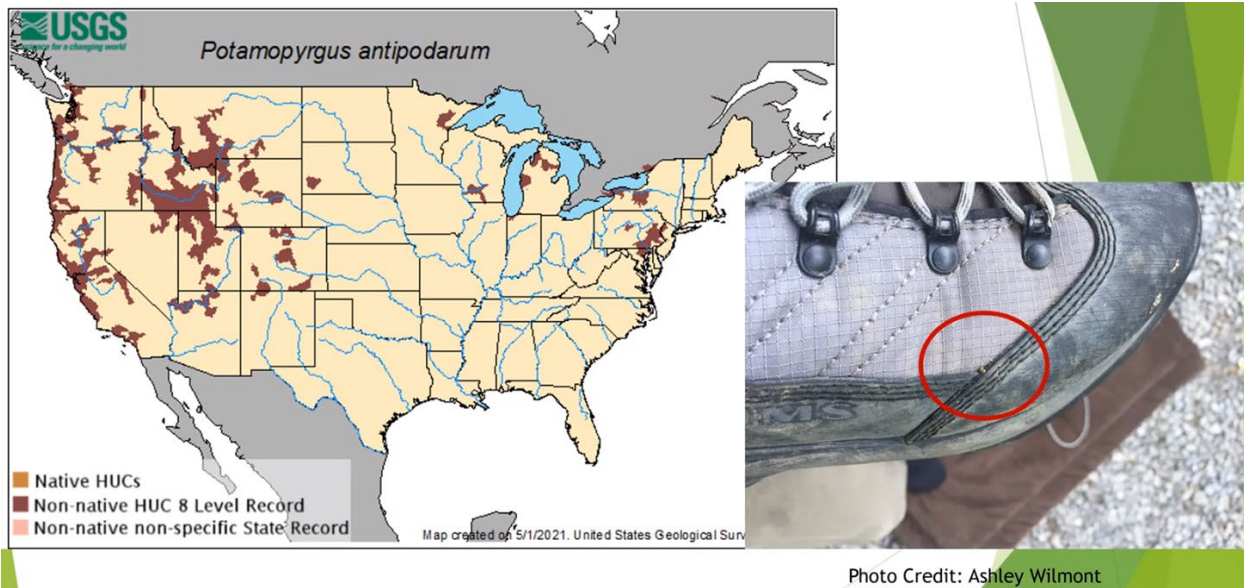 USGS
science for a changing world
Potamopyrgus antipodarum
Native HUCs
Non-native HUC 8 Level Record
Non-native non-specific State Record
Map created on 5/1/2021. United States Geological Surv
MS
Photo Credit: Ashley Wilmont